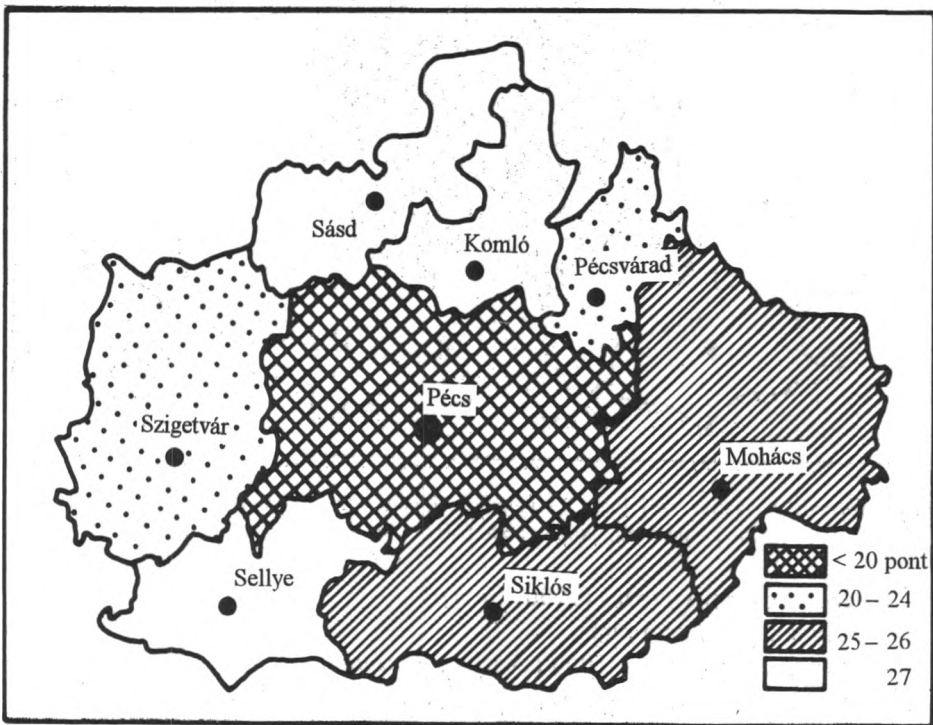 Sásd
Komló
Pécsvárad
Pécs
Szigetvár
Mohács
Sellye
Siklós
< 20 pont
20 – 24
25 – 26
27